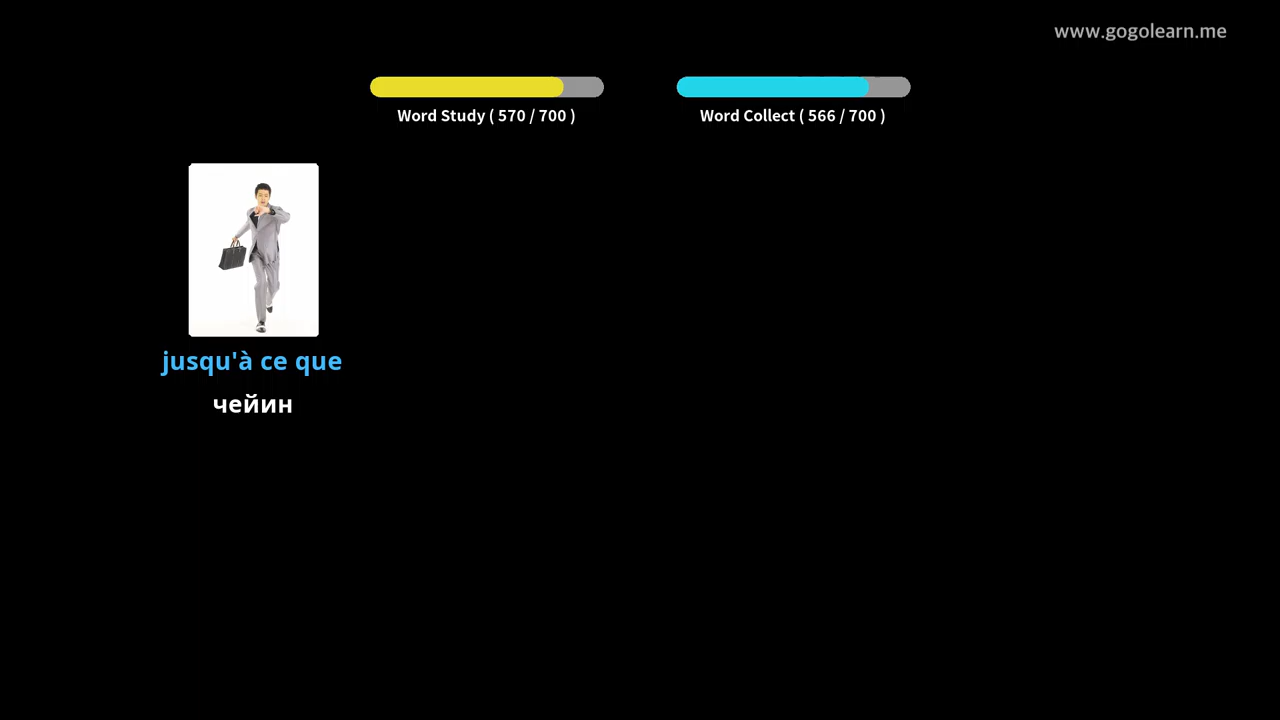 www.gogolearn.me
Word Study ( 570 / 700 )
Word Collect ( 566 / 700 )
jusqu'à ce que
чейин